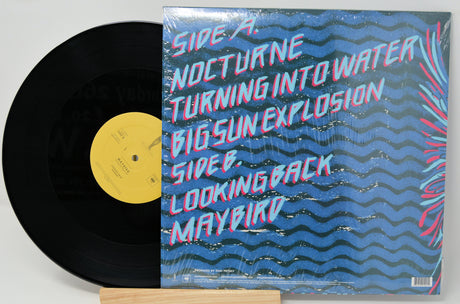 SIDE A.
NOCTURNE
TURNING INTO WATER
BIG SUN EXPLOSION
SIDE B.
LOOKING BACK
MAYBIRD